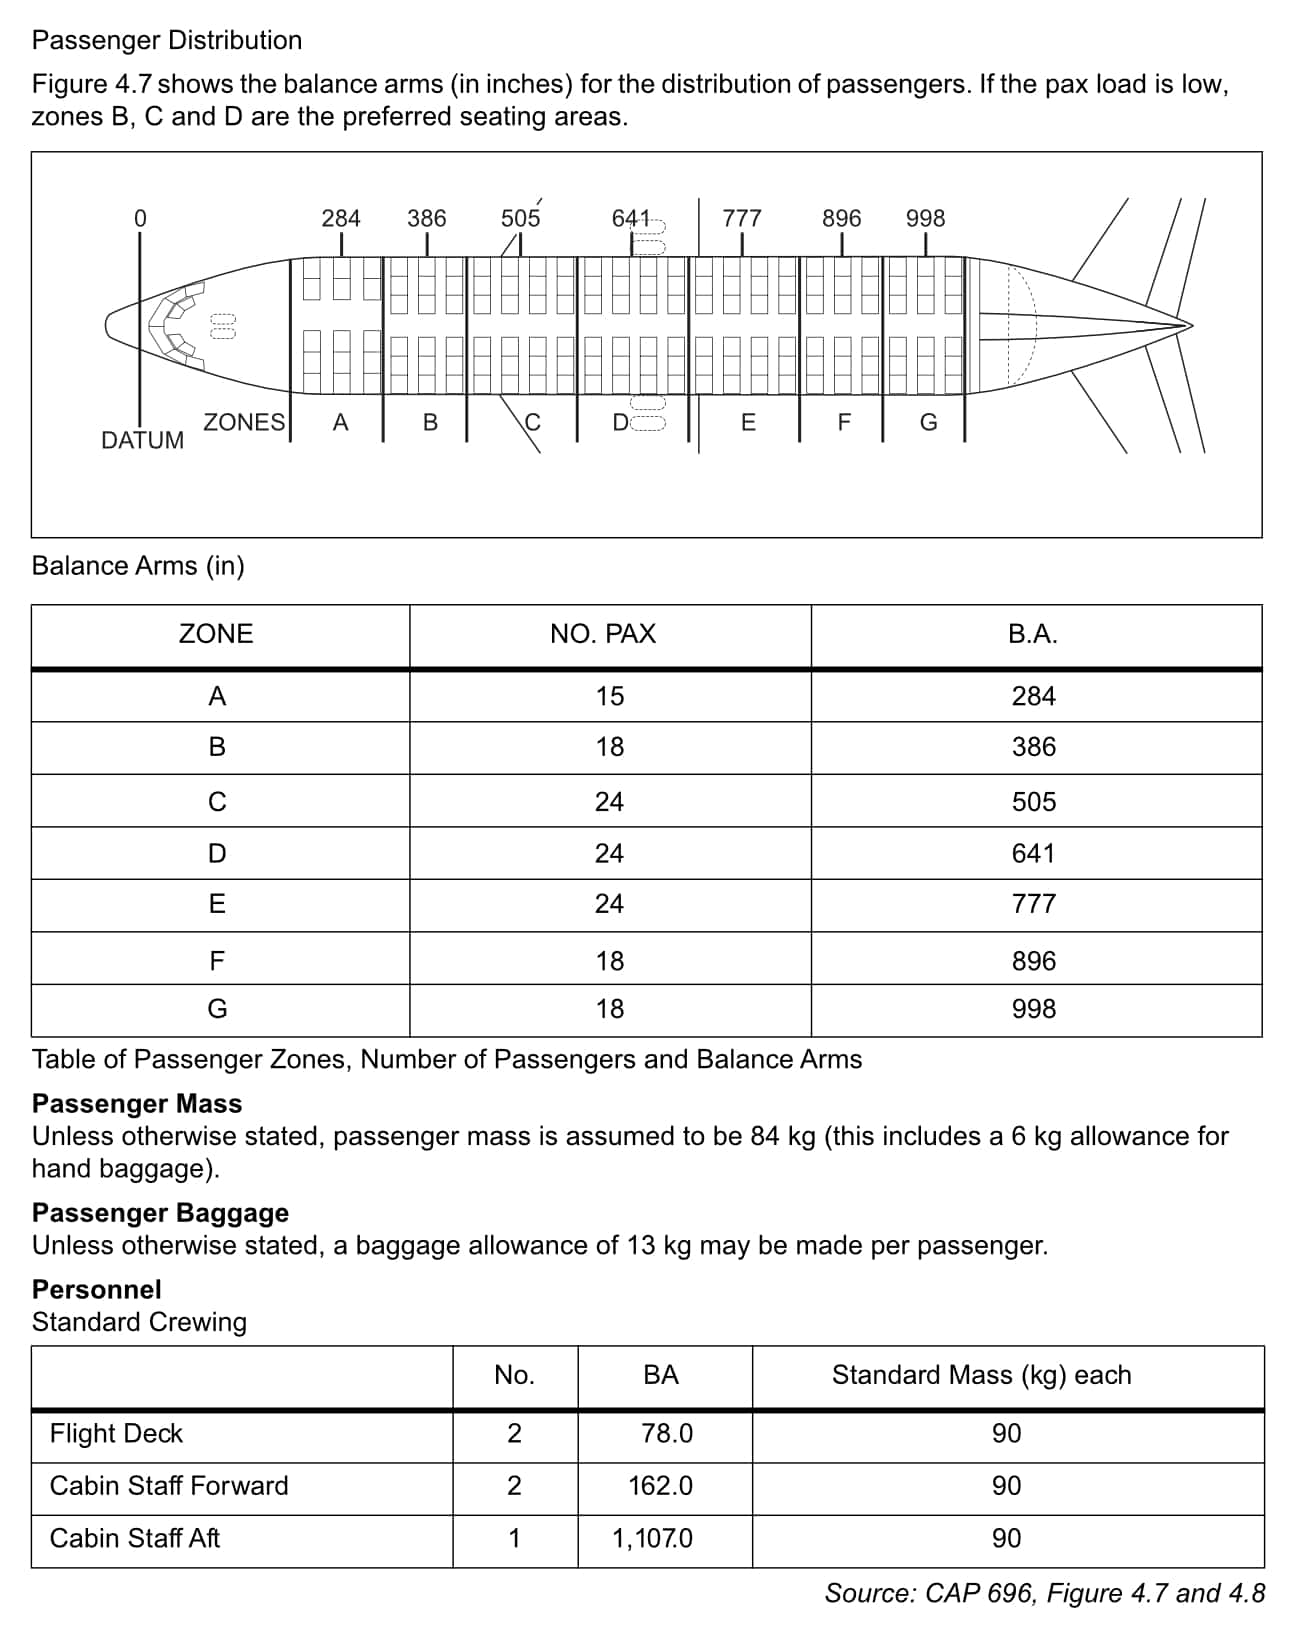 Passenger Distribution
Figure 4.7 shows the balance arms (in inches) for the distribution of passengers. If the pax load is low,
zones B, C and D are the preferred seating areas.
0 284 386 505 641 777 896 998
ZONES A B C D E F G
DATUM
Balance Arms (in)
ZONE NO. PAX B.A.
A 15 284
B 18 386
C 24 505
D 24 641
E 24 777
F 18 896
G 18 998
Table of Passenger Zones, Number of Passengers and Balance Arms
Passenger Mass
Unless otherwise stated, passenger mass is assumed to be 84 kg (this includes a 6 kg allowance for
hand baggage).
Passenger Baggage
Unless otherwise stated, a baggage allowance of 13 kg may be made per passenger.
Personnel
Standard Crewing
No. BA Standard Mass (kg) each
Flight Deck 2 78.0 90
Cabin Staff Forward 2 162.0 90
Cabin Staff Aft 1 1,107.0 90
Source: CAP 696, Figure 4.7 and 4.8